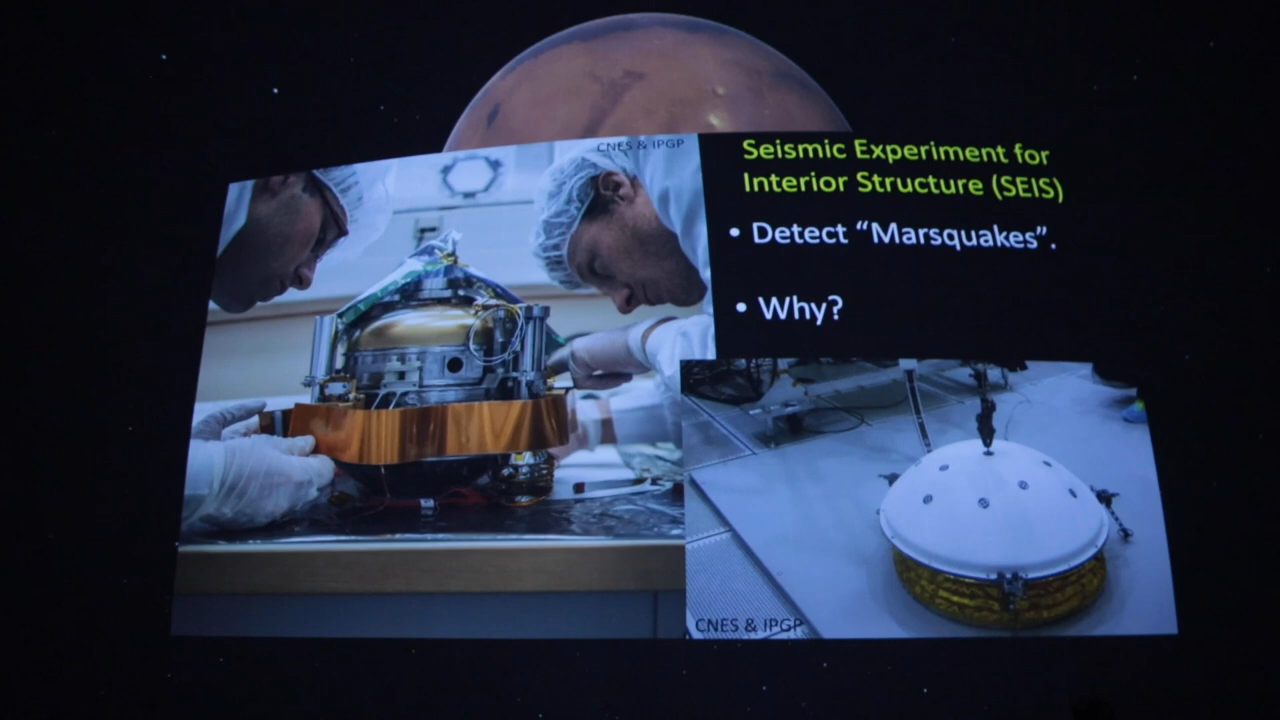 CNES & IPGP
Seismic Experiment for
Interior Structure (SEIS)
• Detect “Marsquakes”.
• Why?
CNES & IPGP